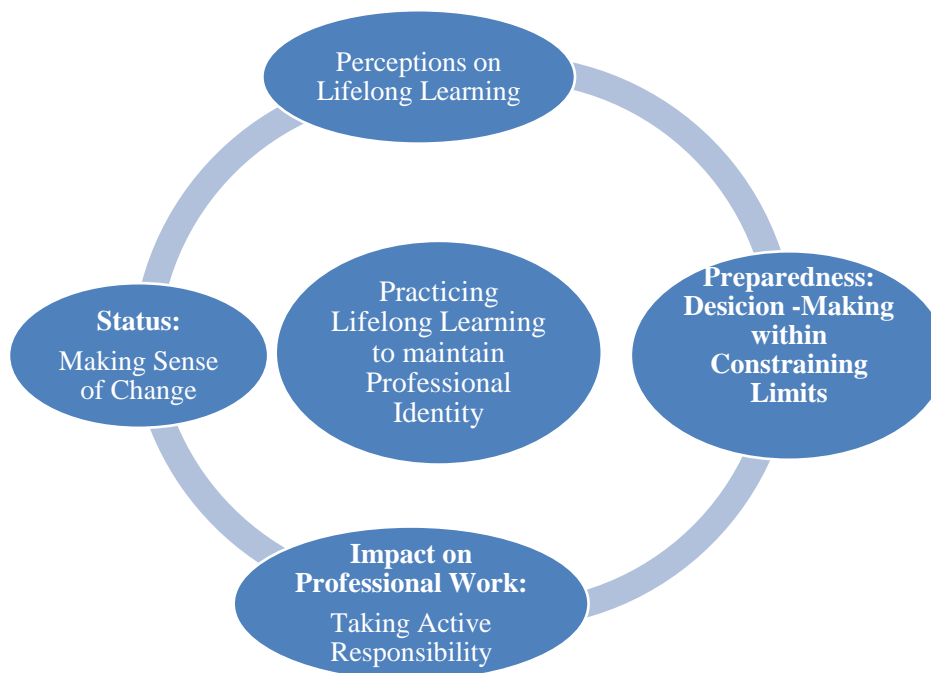 Perceptions on
Lifelong Learning
Preparedness:
Desicion -Making
within
Constraining
Limits
Practicing
Lifelong Learning
to maintain
Professional
Identity
Status:
Making Sense
of Change
Impact on
Professional Work:
Taking Active
Responsibility